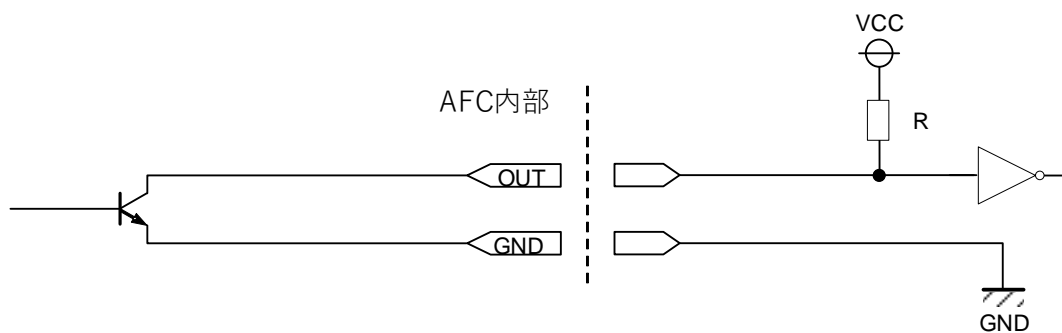 VCC
AFC内部
R
OUT
GND
GND